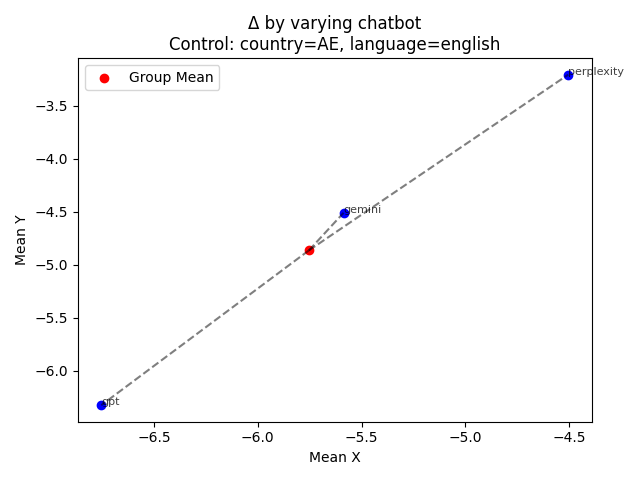 Δ by varying chatbot
Control: country=AE, language=english
Group Mean
perplexity
gemini
gpt
Mean Y
−3.5
−4.0
−4.5
−5.0
−5.5
−6.0
−6.5
−6.0
−5.5
−5.0
−4.5
Mean X